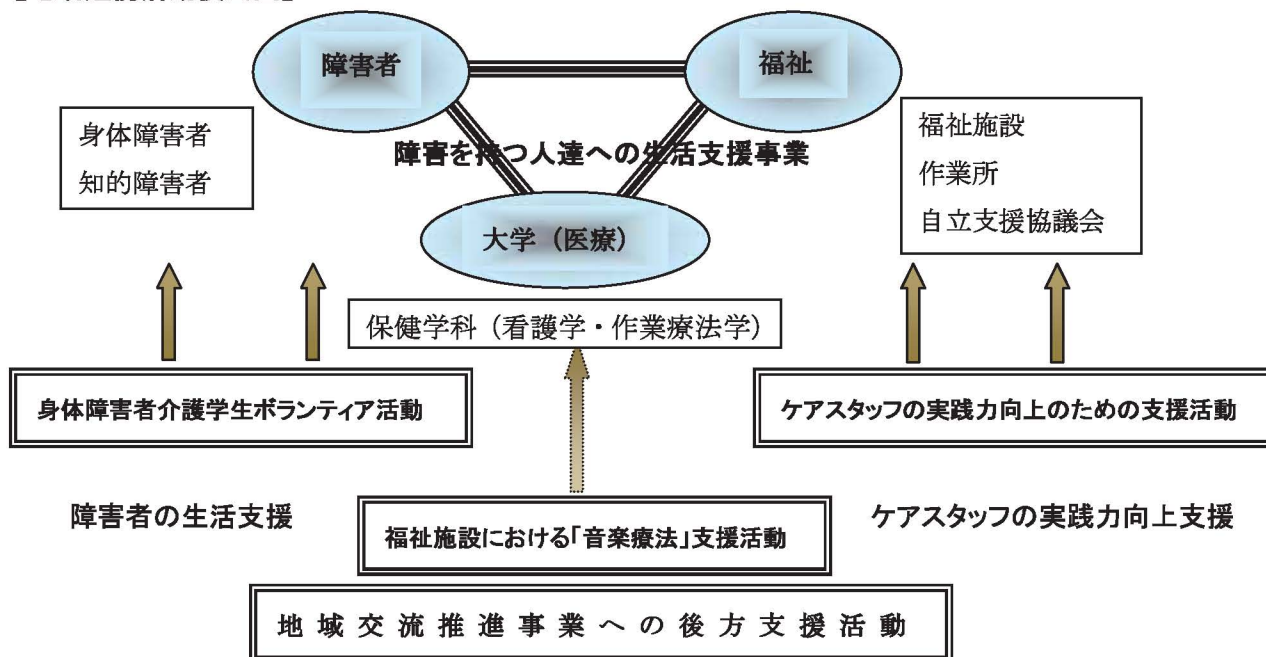 障害者
福祉
身体障害者
知的障害者
障害を持つ人達への生活支援事業
福祉施設
作業所
自立支援協議会
大学（医療）
保健学科（看護学・作業療法学）
身体障害者介護学生ボランティア活動
ケアスタッフの実践力向上のための支援活動
障害者の生活支援
ケアスタッフの実践力向上支援
福祉施設における「音楽療法」支援活動
地域交流推進事業への後方支援活動